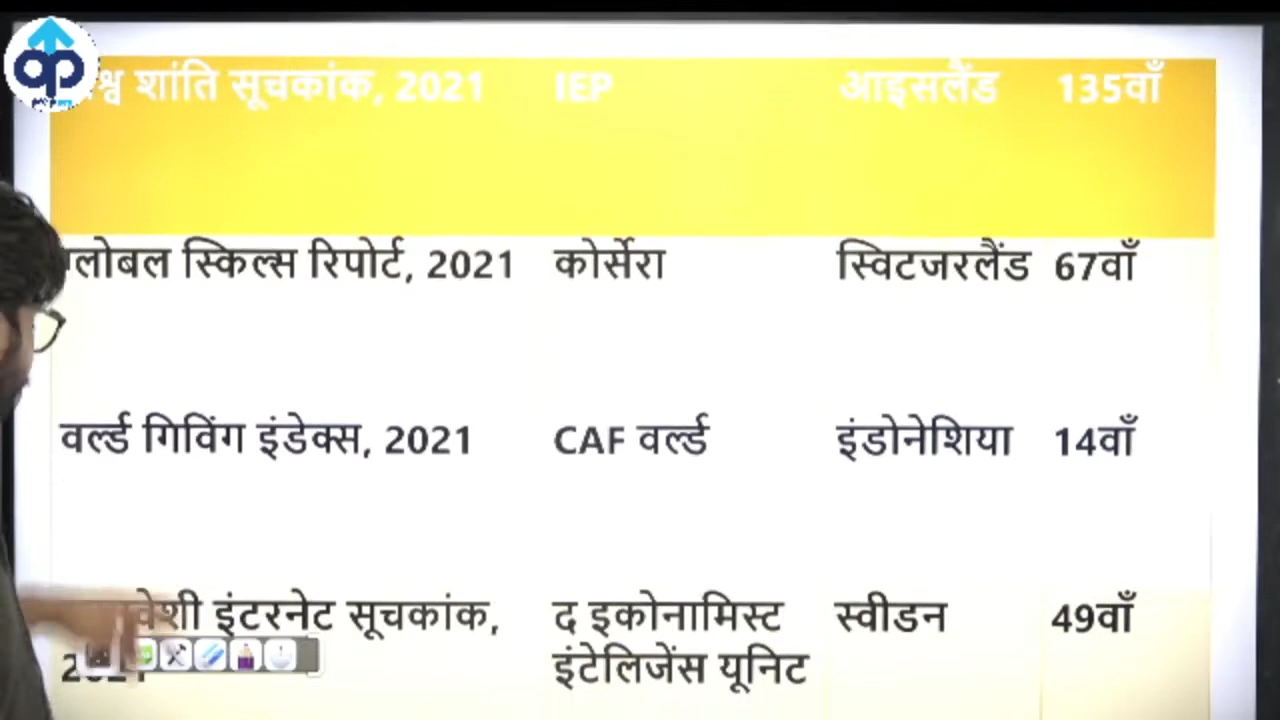 शांति सूचकांक, 2021 IEP आइसलैंड 135वाँ
ग्लोबल स्किल्स रिपोर्ट, 2021 कोर्सेरा स्विटजरलैंड 67वाँ
वर्ल्ड गिविंग इंडेक्स, 2021 CAF वर्ल्ड इंडोनेशिया 14वाँ
इंटरनेट सूचकांक, द इकोनामिस्ट स्वीडन 49वाँ
इंटेलिजेंस यूनिट